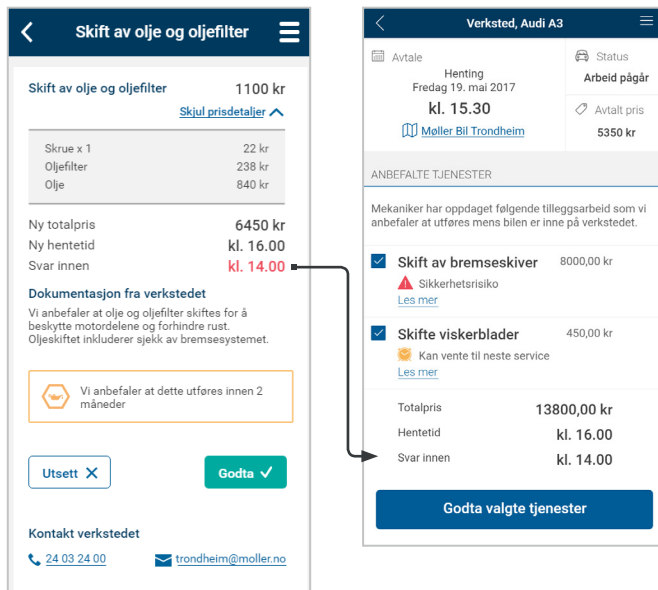 Skift av olje og oljefilter
Skift av olje og oljefilter 1100 kr
Skjul prisdetaljer
Skrue x 1 22 kr
Oljefilter 238 kr
Olje 840 kr
Ny totalpris 6450 kr
Ny hentetid kl. 16.00
Svar innen kl. 14.00
Dokumentasjon fra verkstedet
Vi anbefaler at olje og oljefilter skiftes for å
beskytte motordelene og forhindre rust.
Oljeskiftet inkluderer sjekk av bremsesystemet.
Vi anbefaler at dette utføres innen 2
måneder
Utsett
Godta
Kontakt verkstedet
24 03 24 00
trondheim@moller.no
Verksted, Audi A3
Avtale
Henting
Fredag 19. mai 2017
kl. 15.30
Møller Bil Trondheim
Status
Arbeid pågår
Avtalt pris
5350 kr
ANBEFALTE TJENESTER
Mekaniker har oppdaget følgende tilleggsarbeid som vi
anbefaler at utføres mens bilen er inne på verkstedet.
Skift av bremseskiver 8000,00 kr
Sikkerhetsrisiko
Les mer
Skifte viskerblader 450,00 kr
Kan vente til neste service
Les mer
Totalpris 13800,00 kr
Hentetid kl. 16.00
Svar innen kl. 14.00
Godta valgte tjenester